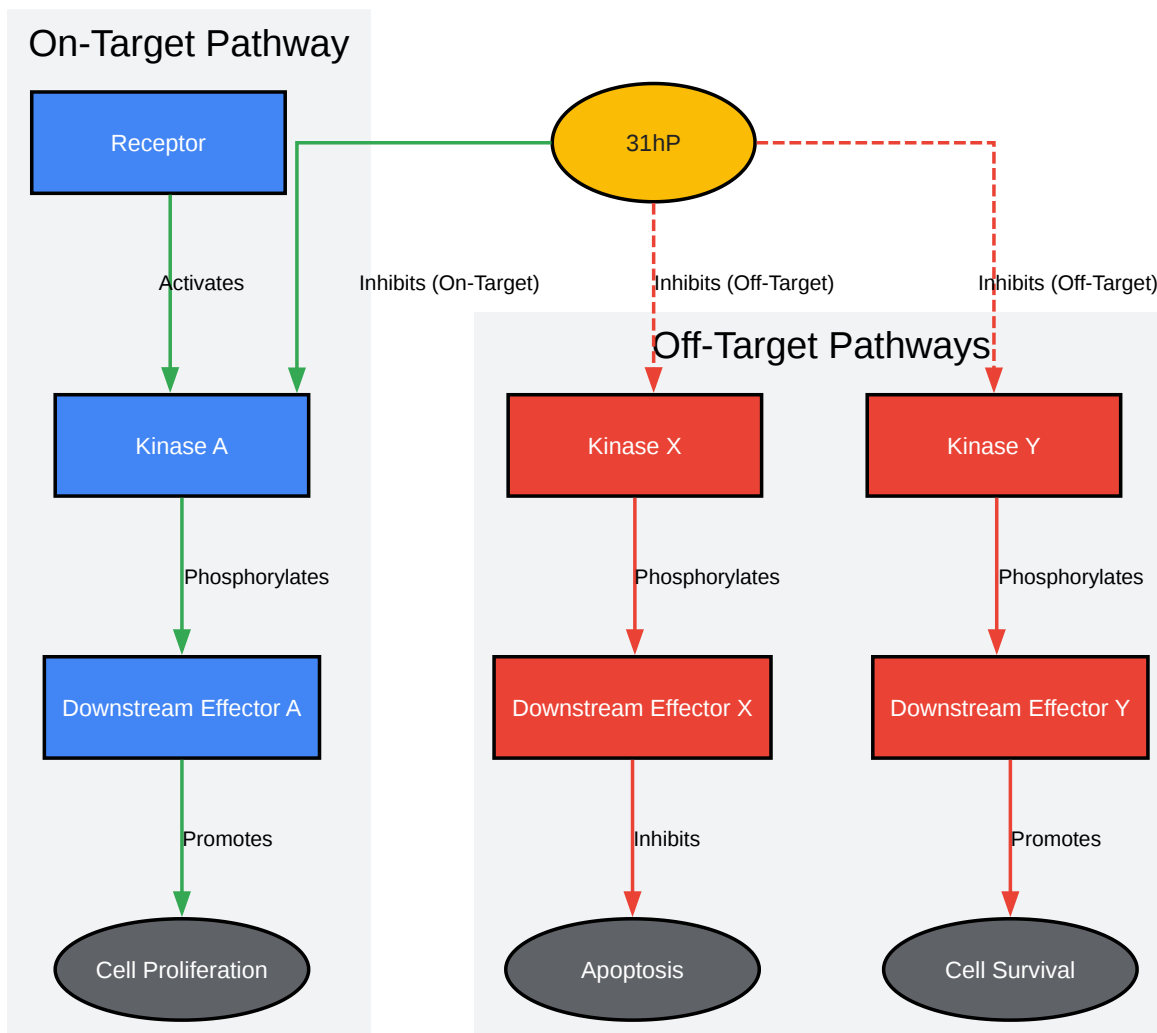 On-Target Pathway
Receptor
31hP
Activates
Inhibits (On-Target)
Inhibits (Off-Target)
Inhibits (Off-Target)
Off-Target Pathways
Kinase A
Kinase X
Kinase Y
Phosphorylates
Phosphorylates
Phosphorylates
Downstream Effector A
Downstream Effector X
Downstream Effector Y
Promotes
Inhibits
Promotes
Cell Proliferation
Apoptosis
Cell Survival